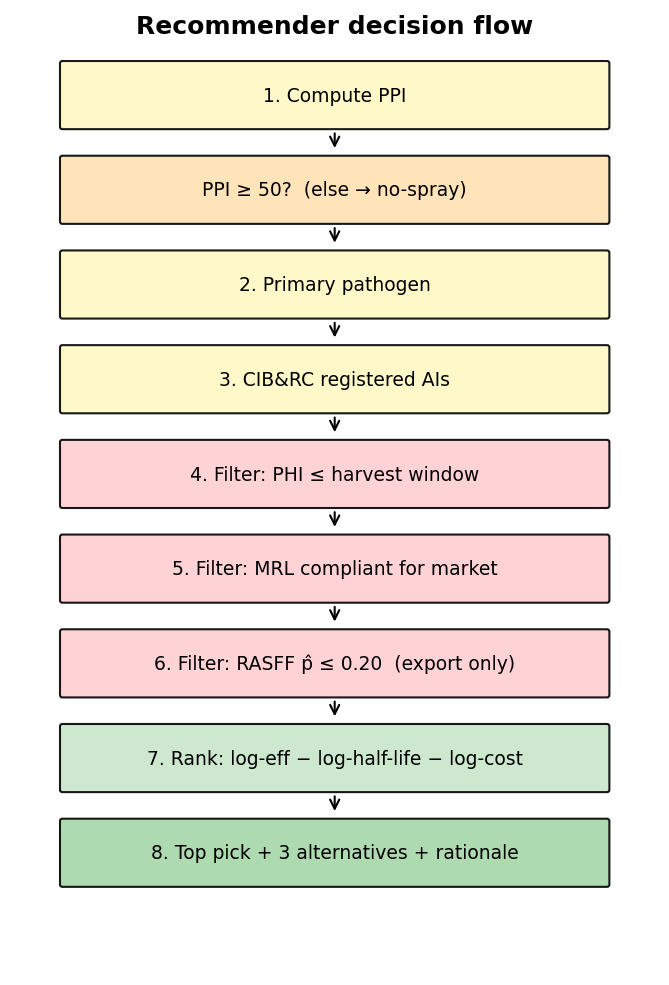 Recommender decision flow
1. Compute PPI
PPI ≥ 50?  (else → no-spray)
2. Primary pathogen
3. CIB&RC registered AIs
4. Filter: PHI ≤ harvest window
5. Filter: MRL compliant for market
6. Filter: RASFF p̂ ≤ 0.20  (export only)
7. Rank: log-eff − log-half-life − log-cost
8. Top pick + 3 alternatives + rationale